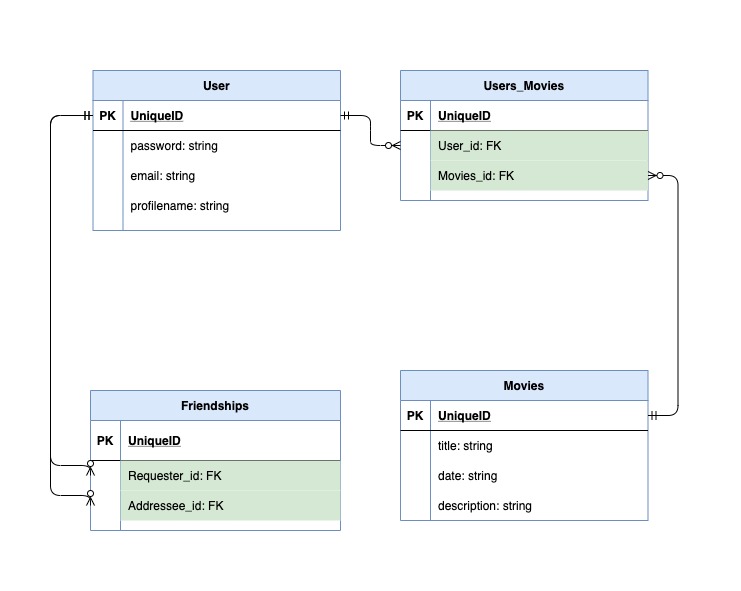 User
PK UniqueID
password: string
email: string
profilename: string
Users_Movies
PK UniqueID
User_id: FK
Movies_id: FK
Friendships
PK UniqueID
Requester_id: FK
Addressee_id: FK
Movies
PK UniqueID
title: string
date: string
description: string